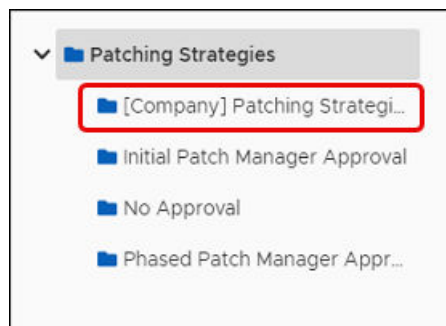 Patching Strategies
[Company] Patching Strategi...
Initial Patch Manager Approval
No Approval
Phased Patch Manager Appr...